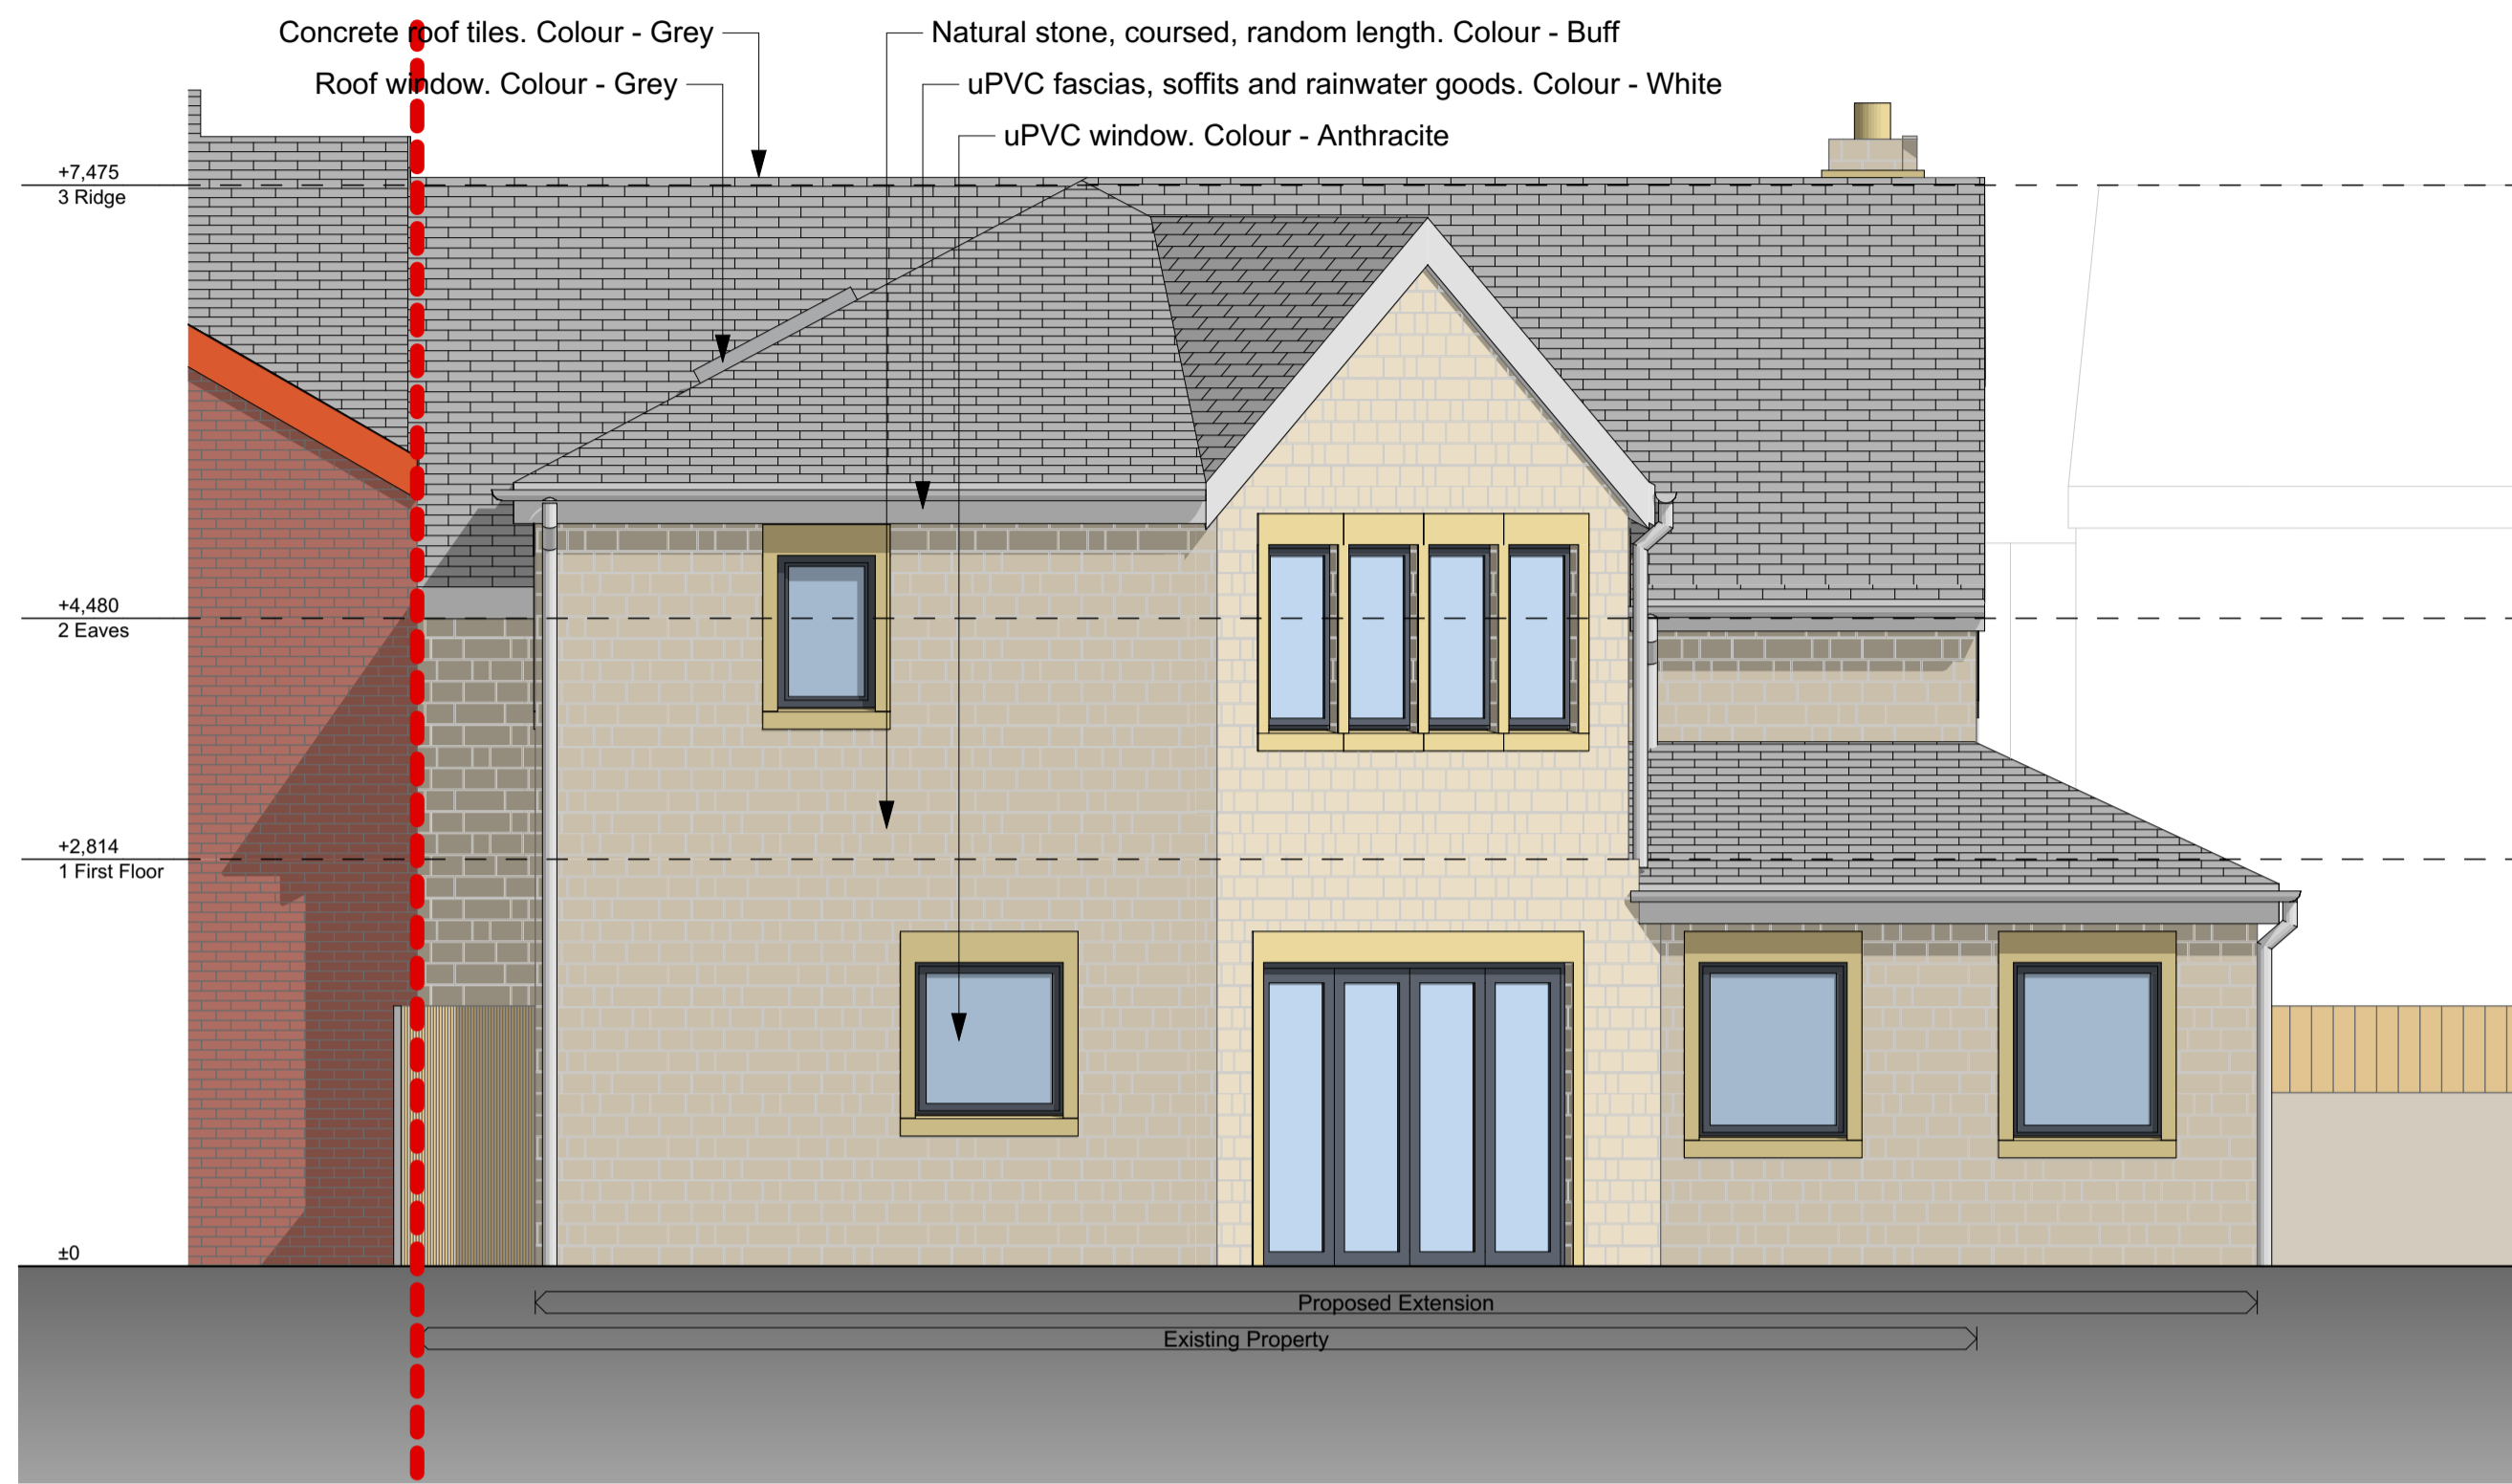 Concrete roof tiles. Colour - Grey
Natural stone, coursed, random length. Colour - Buff
Roof window. Colour - Grey
uPVC fascias, soffits and rainwater goods. Colour - White
uPVC window. Colour - Anthracite
+7,475
3 Ridge
+4,480
2 Eaves
+2,814
1 First Floor
±0
Proposed Extension
Existing Property